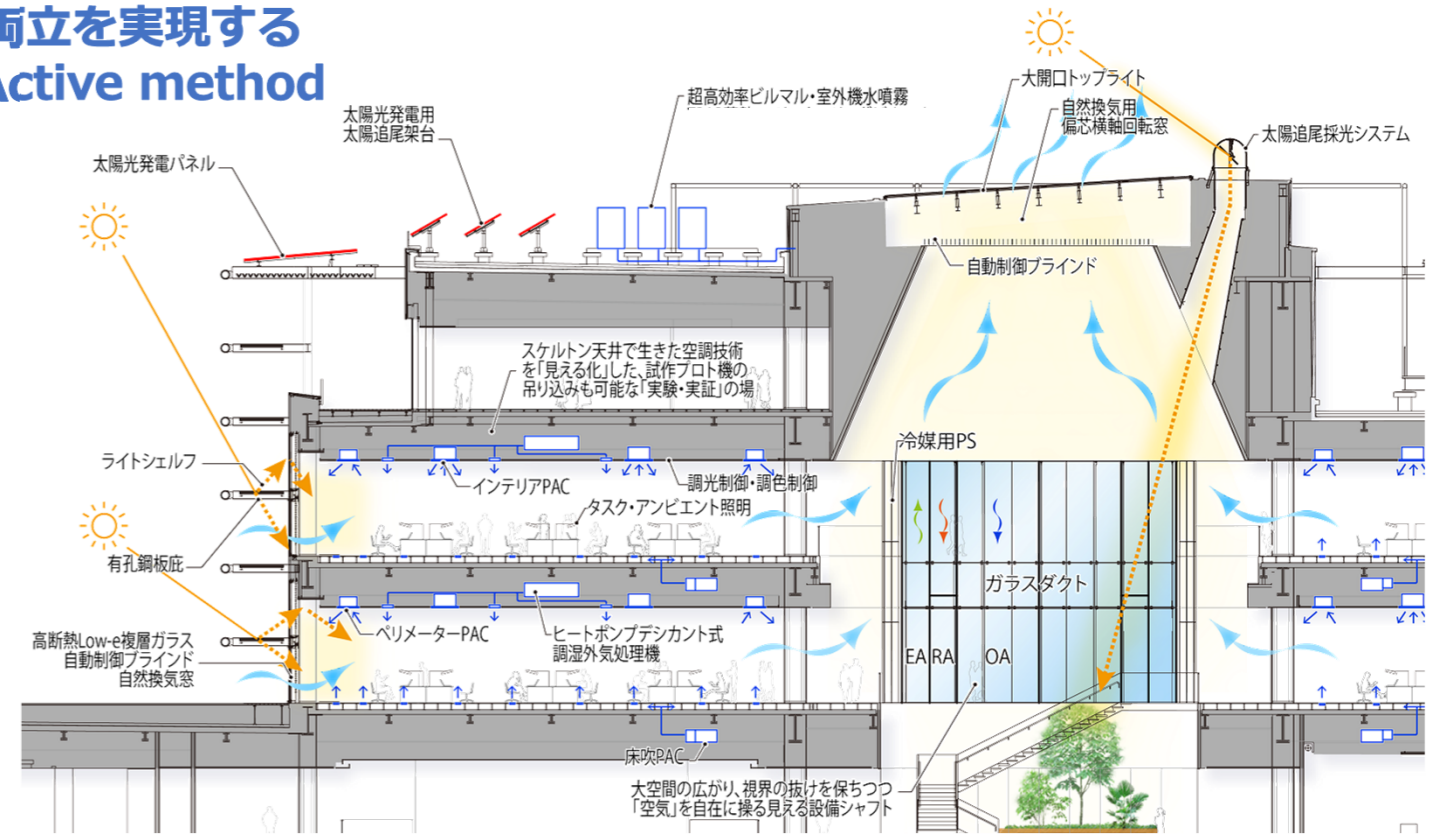 両立を実現する
Active method
大開口トップライト
超高効率ビルマル・室外機水噴霧
自然換気用
偏芯横軸回転窓
太陽光発電用
太陽追尾架台
太陽追尾採光システム
太陽光発電パネル
自動制御ブラインド
スケルトン天井で生きた空調技術
を「見える化」した、試作プロト機の
吊り込みも可能な「実験・実証」の場
冷媒用PS
ライトシェルフ
インテリアPAC
調光制御・調色制御
タスク・アンビエント照明
有孔鋼板庇
ガラスダクト
ペリメーターPAC
ヒートポンプデシカント式
調湿外気処理機
高断熱Low-e複層ガラス
自動制御ブラインド
自然換気窓
EA RA OA
床吹PAC
大空間の広がり、視界の抜けを保ちつつ
「空気」を自在に操る見える設備シャフト